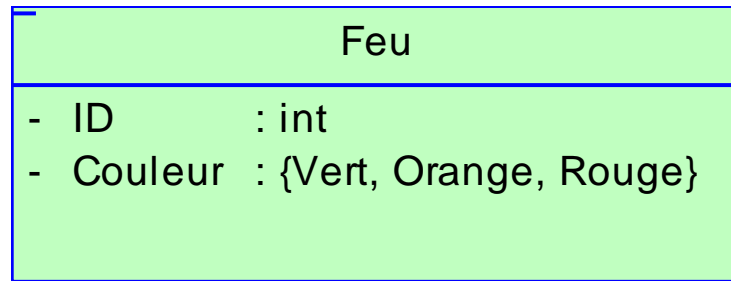 Feu
- ID : int
- Couleur : {Vert, Orange, Rouge}